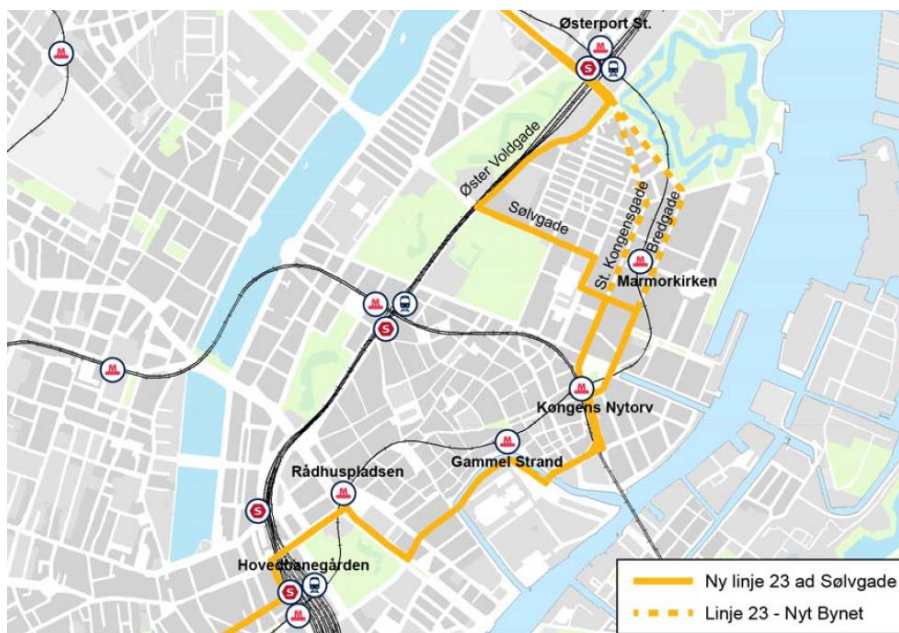 Østerport St.
M
S
M
Øster Voldgade
Sølvgade
St. Kongensgade
Bredgade
M
Marmorkirken
M
S
M
M
Kongens Nytorv
M
Gammel Strand
Rådhuspladsen
M
S
Hovedbanegården
S
M
Ny linje 23 ad Sølvgade
Linje 23 - Nyt Bynet